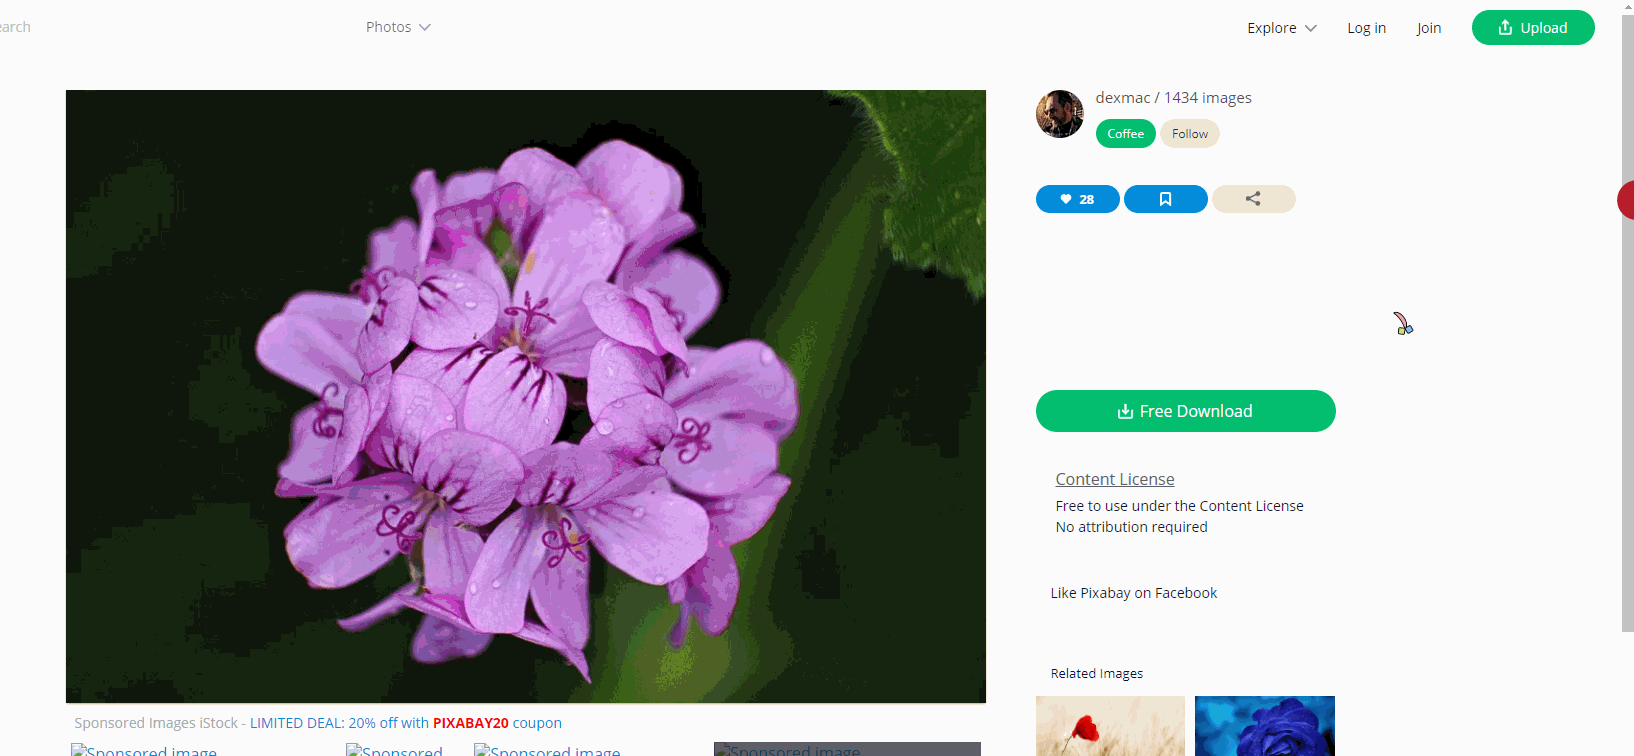 earch
Photos
Explore
Log in
Join
Upload
dexmac / 1434 images
Coffee
Follow
28
Free Download
Content License
Free to use under the Content License
No attribution required
Like Pixabay on Facebook
Related Images
Sponsored Images iStock - LIMITED DEAL: 20% off with PIXABAY20 coupon
Sponsored image
Sponsored
Sponsored image
Sponsored image